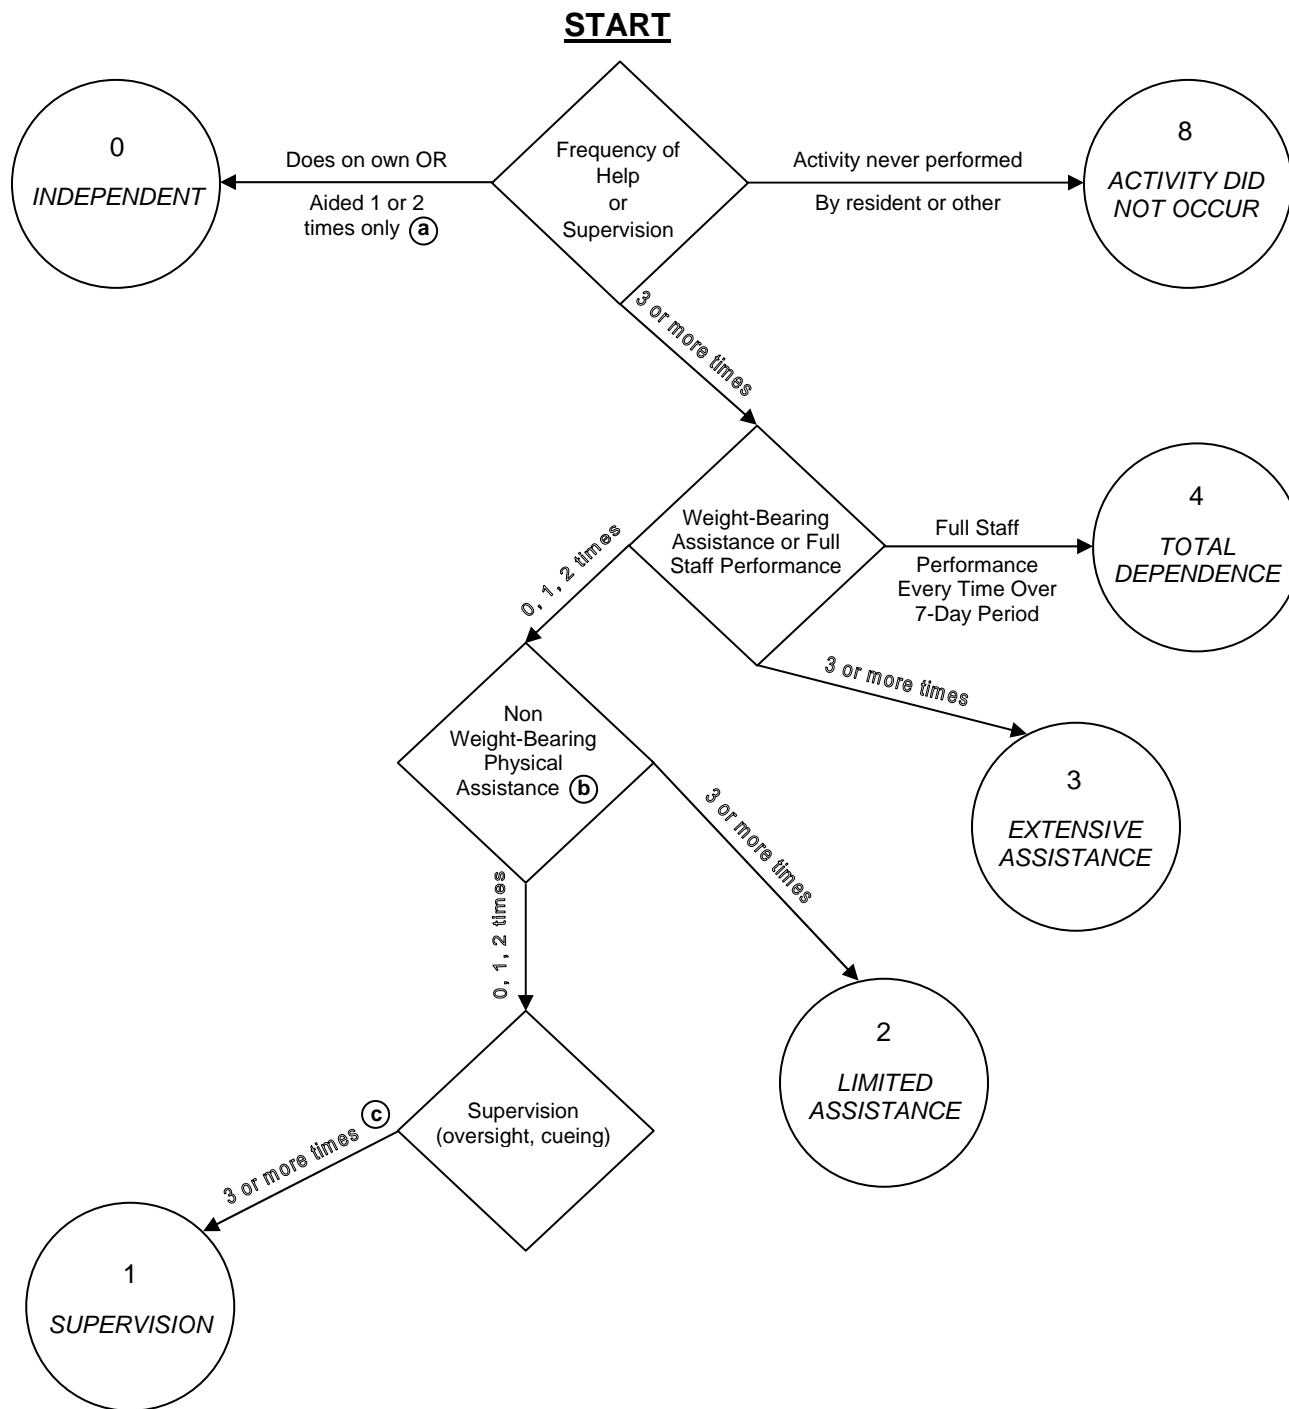 START
0
INDEPENDENT
Does on own OR
Aided 1 or 2
times only a
Frequency of
Help
or
Supervision
Activity never performed
By resident or other
8
ACTIVITY DID
NOT OCCUR
3 or more times
Weight-Bearing
Assistance or Full
Staff Performance
Full Staff
Performance
Every Time Over
7-Day Period
4
TOTAL
DEPENDENCE
0, 1, 2 times
3 or more times
Non
Weight-Bearing
Physical
Assistance b
3
EXTENSIVE
ASSISTANCE
3 or more times
0, 1, 2 times
2
LIMITED
ASSISTANCE
Supervision
(oversight, cueing)
3 or more times c
1
SUPERVISION